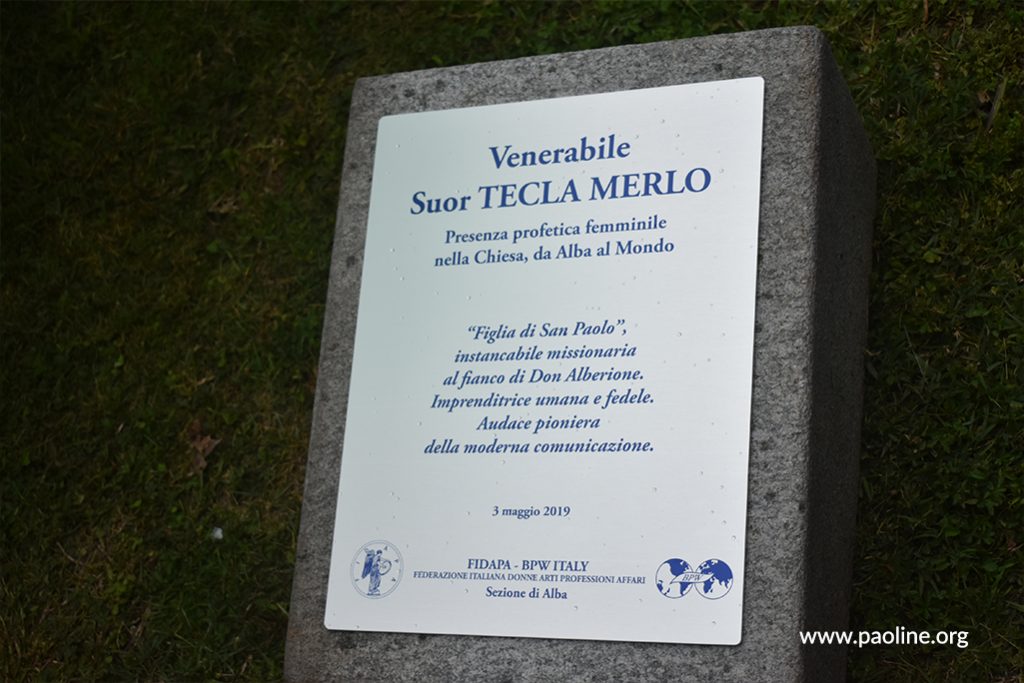 Venerabile
Suor TECLA MERLO
Presenza profetica femminile
nella Chiesa, da Alba al Mondo
“Figlia di San Paolo”,
instancabile missionaria
al fianco di Don Alberione.
Imprenditrice umana e fedele.
Audace pioniera
della moderna comunicazione.
3 maggio 2019
FIDAPA - BPW ITALY
FEDERAZIONE ITALIANA DONNE ARTI PROFESSIONI AFFARI
Sezione di Alba
BPW
www.paoline.org